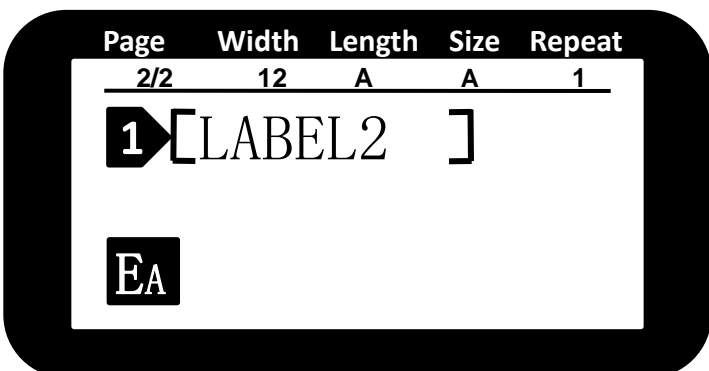 Page Width Length Size Repeat
2/2 12 A A 1
1 [LABEL2 ]
EA